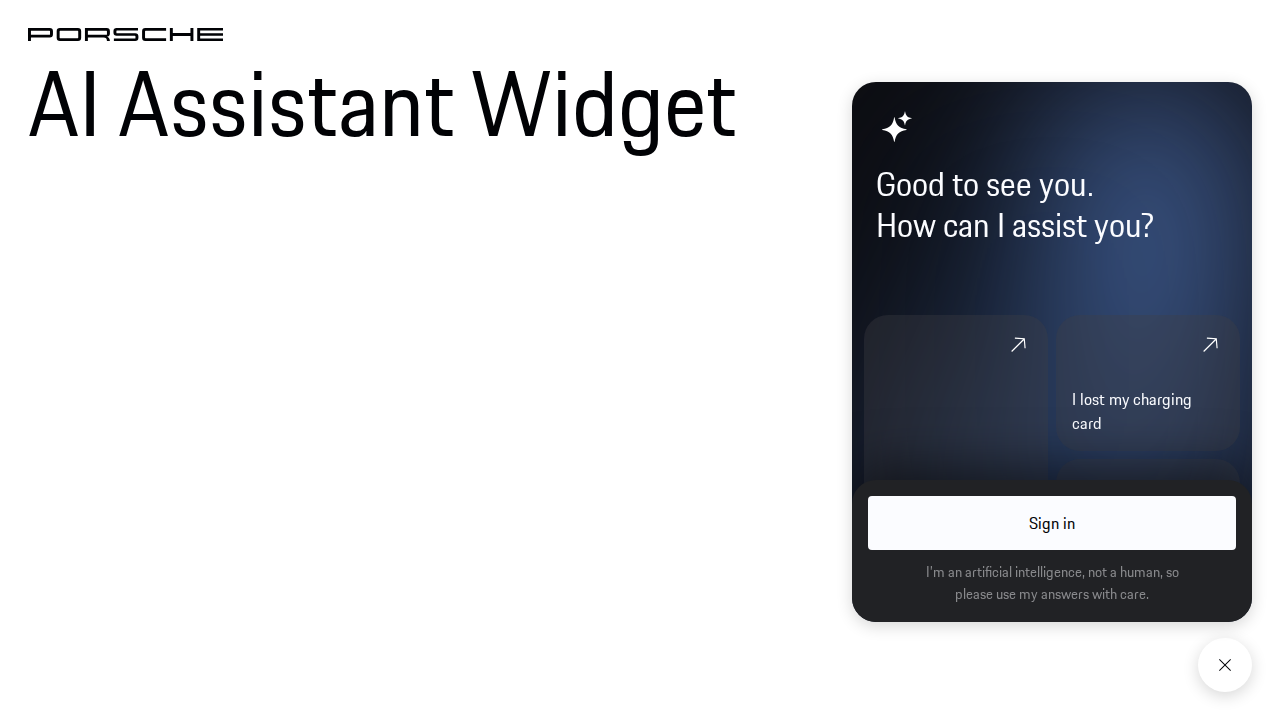 PORSCHE
AI Assistant Widget
Good to see you.
How can I assist you?
I lost my charging
card
Sign in
I'm an artificial intelligence, not a human, so
please use my answers with care.